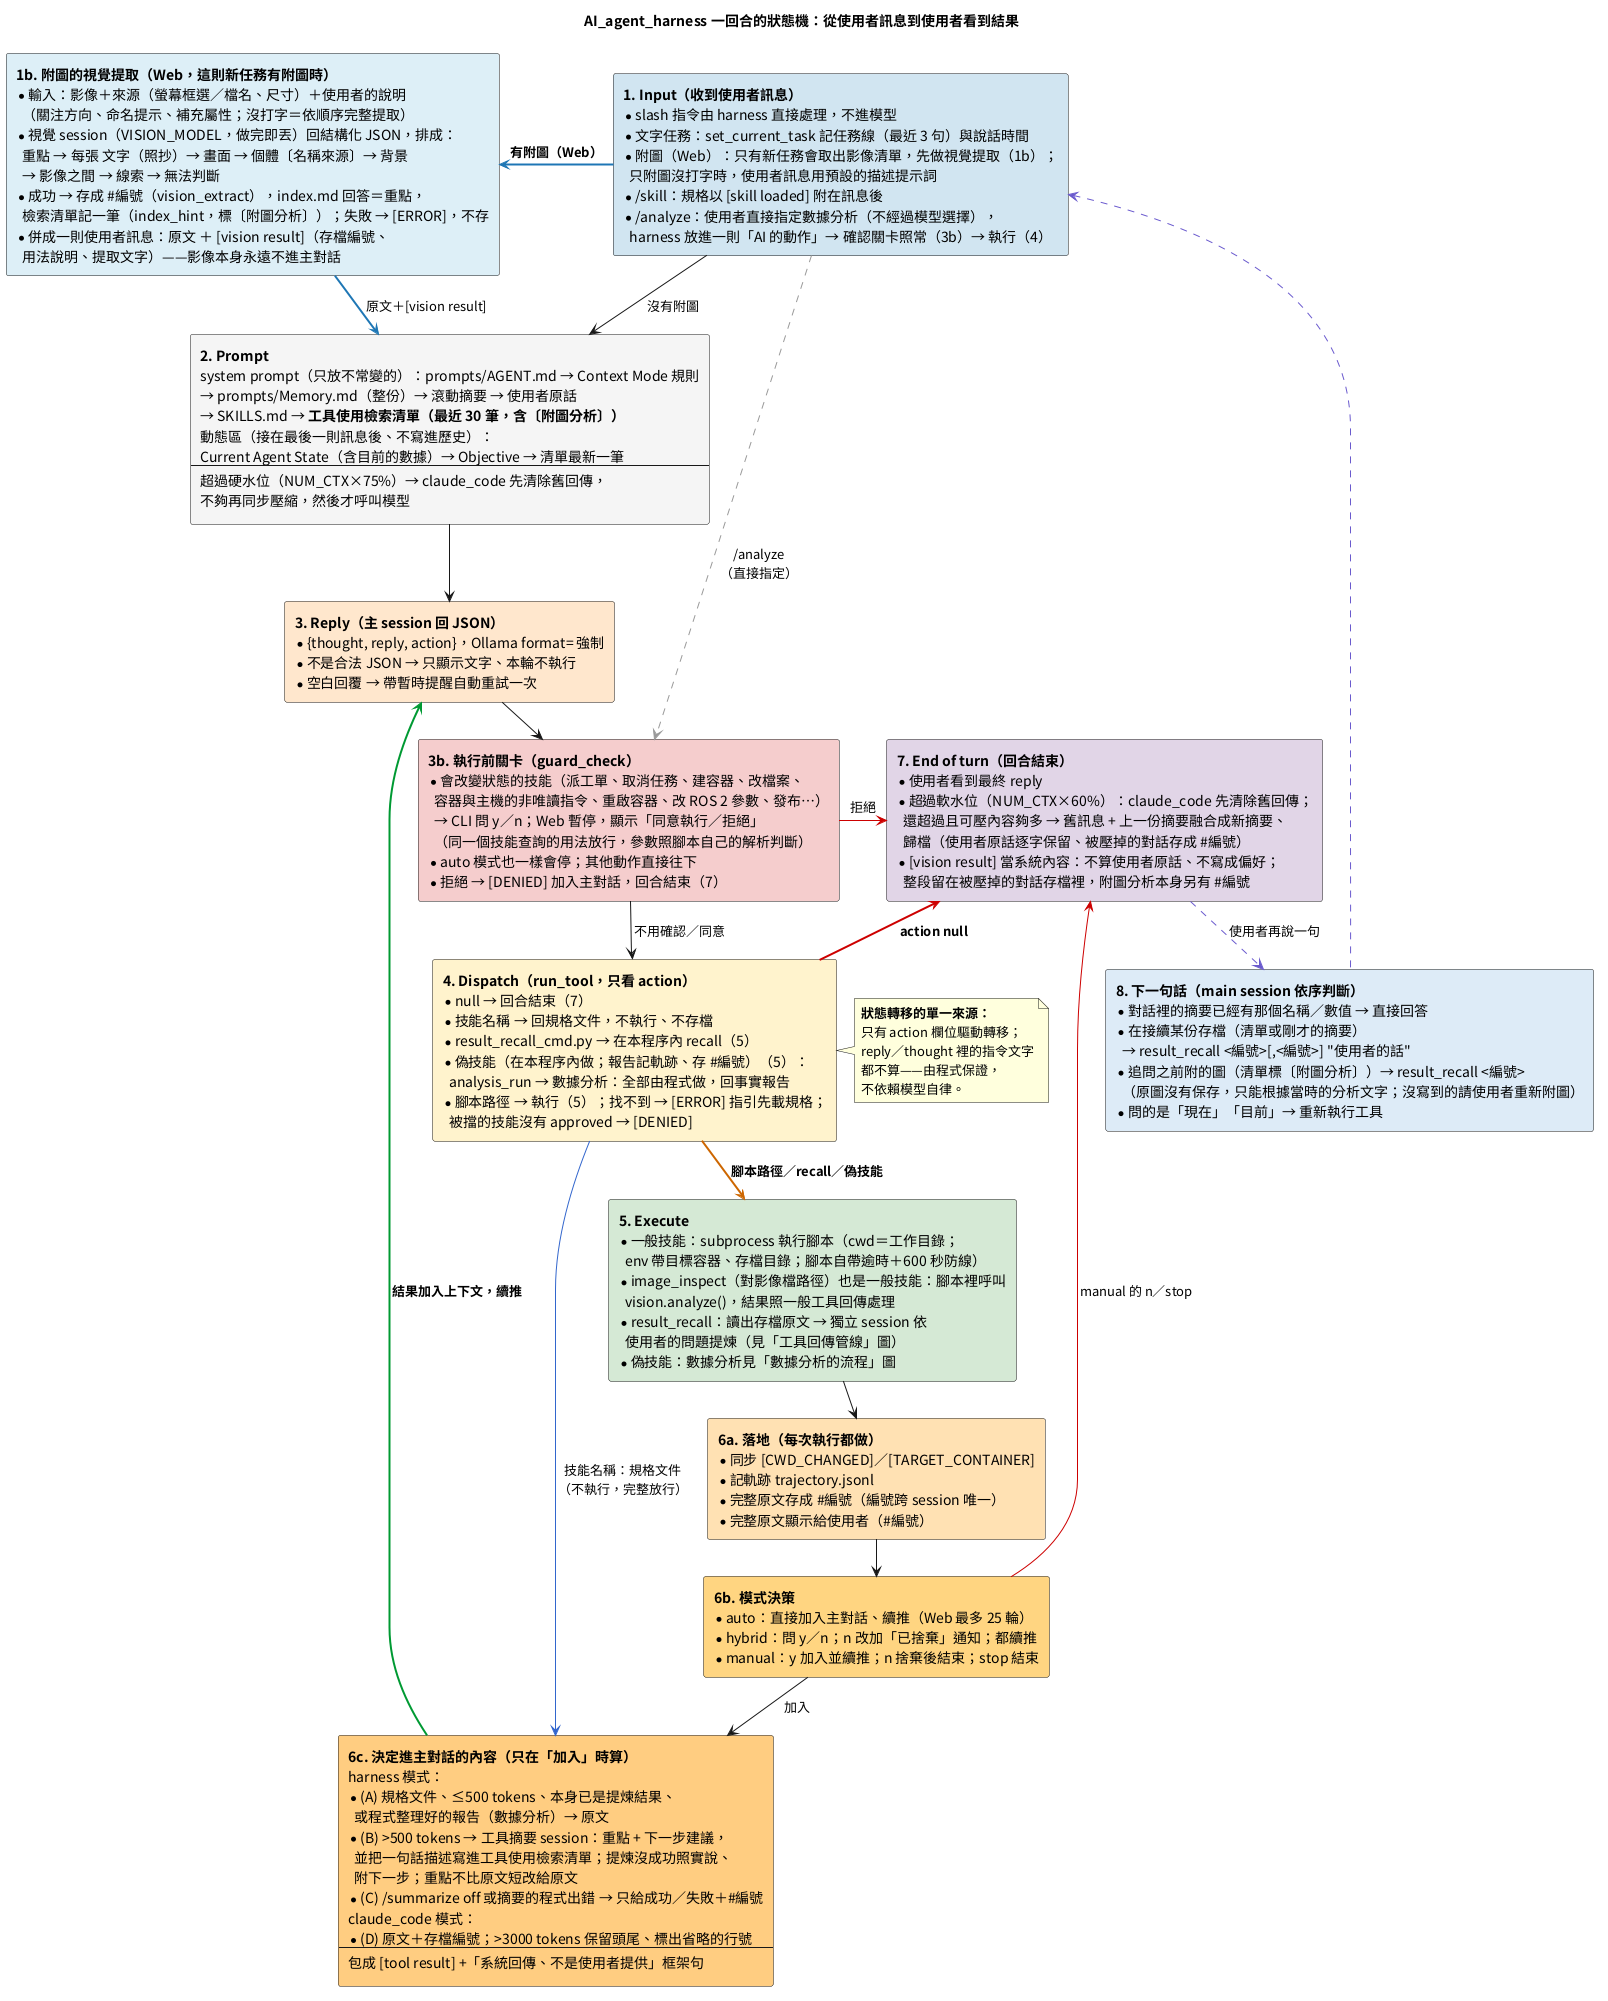 AI_agent_harness 一回合的狀態機：從使用者訊息到使用者看到結果
1b. 附圖的視覺提取（Web，這則新任務有附圖時）
• 輸入：影像＋來源（螢幕框選／檔名、尺寸）＋使用者的說明
（關注方向、命名提示、補充屬性；沒打字＝依順序完整提取）
• 視覺 session（VISION_MODEL，做完即丟）回結構化 JSON，排成：
重點 → 每張 文字（照抄）→ 畫面 → 個體〔名稱來源〕→ 背景
→ 影像之間 → 線索 → 無法判斷
• 成功 → 存成 #編號（vision_extract），index.md 回答＝重點，
檢索清單記一筆（index_hint，標〔附圖分析〕）；失敗 → [ERROR]，不存
• 併成一則使用者訊息：原文 ＋ [vision result]（存檔編號、
用法說明、提取文字）——影像本身永遠不進主對話
有附圖（Web）
1. Input（收到使用者訊息）
• slash 指令由 harness 直接處理，不進模型
• 文字任務：set_current_task 記任務線（最近 3 句）與說話時間
• 附圖（Web）：只有新任務會取出影像清單，先做視覺提取（1b）；
只附圖沒打字時，使用者訊息用預設的描述提示詞
• /skill：規格以 [skill loaded] 附在訊息後
• /analyze：使用者直接指定數據分析（不經過模型選擇），
harness 放進一則「AI 的動作」→ 確認關卡照常（3b）→ 執行（4）
原文＋[vision result]
沒有附圖
2. Prompt
system prompt（只放不常變的）：prompts/AGENT.md → Context Mode 規則
→ prompts/Memory.md（整份）→ 滾動摘要 → 使用者原話
→ SKILLS.md → 工具使用檢索清單（最近 30 筆，含〔附圖分析〕）
動態區（接在最後一則訊息後、不寫進歷史）：
Current Agent State（含目前的數據）→ Objective → 清單最新一筆
超過硬水位（NUM_CTX×75%）→ claude_code 先清除舊回傳，
不夠再同步壓縮，然後才呼叫模型
/analyze
（直接指定）
3. Reply（主 session 回 JSON）
• {thought, reply, action}，Ollama format= 強制
• 不是合法 JSON → 只顯示文字、本輪不執行
• 空白回覆 → 帶暫時提醒自動重試一次
3b. 執行前關卡（guard_check）
• 會改變狀態的技能（派工單、取消任務、建容器、改檔案、
容器與主機的非唯讀指令、重啟容器、改 ROS 2 參數、發布…）
→ CLI 問 y／n；Web 暫停，顯示「同意執行／拒絕」
（同一個技能查詢的用法放行，參數照腳本自己的解析判斷）
• auto 模式也一樣會停；其他動作直接往下
• 拒絕 → [DENIED] 加入主對話，回合結束（7）
拒絕
7. End of turn（回合結束）
• 使用者看到最終 reply
• 超過軟水位（NUM_CTX×60%）：claude_code 先清除舊回傳；
還超過且可壓內容夠多 → 舊訊息 + 上一份摘要融合成新摘要、
歸檔（使用者原話逐字保留、被壓掉的對話存成 #編號）
• [vision result] 當系統內容：不算使用者原話、不寫成偏好；
整段留在被壓掉的對話存檔裡，附圖分析本身另有 #編號
不用確認／同意
action null
使用者再說一句
4. Dispatch（run_tool，只看 action）
• null → 回合結束（7）
• 技能名稱 → 回規格文件，不執行、不存檔
• result_recall_cmd.py → 在本程序內 recall（5）
• 偽技能（在本程序內做；報告記軌跡、存 #編號）（5）：
analysis_run → 數據分析：全部由程式做，回事實報告
• 腳本路徑 → 執行（5）；找不到 → [ERROR] 指引先載規格；
被擋的技能沒有 approved → [DENIED]
狀態轉移的單一來源：
只有 action 欄位驅動轉移；
reply／thought 裡的指令文字
都不算——由程式保證，
不依賴模型自律。
8. 下一句話（main session 依序判斷）
• 對話裡的摘要已經有那個名稱／數值 → 直接回答
• 在接續某份存檔（清單或剛才的摘要）
→ result_recall <編號>[,<編號>] "使用者的話"
• 追問之前附的圖（清單標〔附圖分析〕）→ result_recall <編號>
（原圖沒有保存，只能根據當時的分析文字；沒寫到的請使用者重新附圖）
• 問的是「現在」「目前」→ 重新執行工具
腳本路徑／recall／偽技能
5. Execute
• 一般技能：subprocess 執行腳本（cwd＝工作目錄；
env 帶目標容器、存檔目錄；腳本自帶逾時＋600 秒防線）
• image_inspect（對影像檔路徑）也是一般技能：腳本裡呼叫
vision.analyze()，結果照一般工具回傳處理
• result_recall：讀出存檔原文 → 獨立 session 依
使用者的問題提煉（見「工具回傳管線」圖）
• 偽技能：數據分析見「數據分析的流程」圖
結果加入上下文，續推
manual 的 n／stop
6a. 落地（每次執行都做）
• 同步 [CWD_CHANGED]／[TARGET_CONTAINER]
• 記軌跡 trajectory.jsonl
• 完整原文存成 #編號（編號跨 session 唯一）
• 完整原文顯示給使用者（#編號）
技能名稱：規格文件
（不執行，完整放行）
6b. 模式決策
• auto：直接加入主對話、續推（Web 最多 25 輪）
• hybrid：問 y／n；n 改加「已捨棄」通知；都續推
• manual：y 加入並續推；n 捨棄後結束；stop 結束
加入
6c. 決定進主對話的內容（只在「加入」時算）
harness 模式：
• (A) 規格文件、≤500 tokens、本身已是提煉結果、
或程式整理好的報告（數據分析）→ 原文
• (B) >500 tokens → 工具摘要 session：重點 + 下一步建議，
並把一句話描述寫進工具使用檢索清單；提煉沒成功照實說、
附下一步；重點不比原文短改給原文
• (C) /summarize off 或摘要的程式出錯 → 只給成功／失敗＋#編號
claude_code 模式：
• (D) 原文＋存檔編號；>3000 tokens 保留頭尾、標出省略的行號
包成 [tool result] +「系統回傳、不是使用者提供」框架句